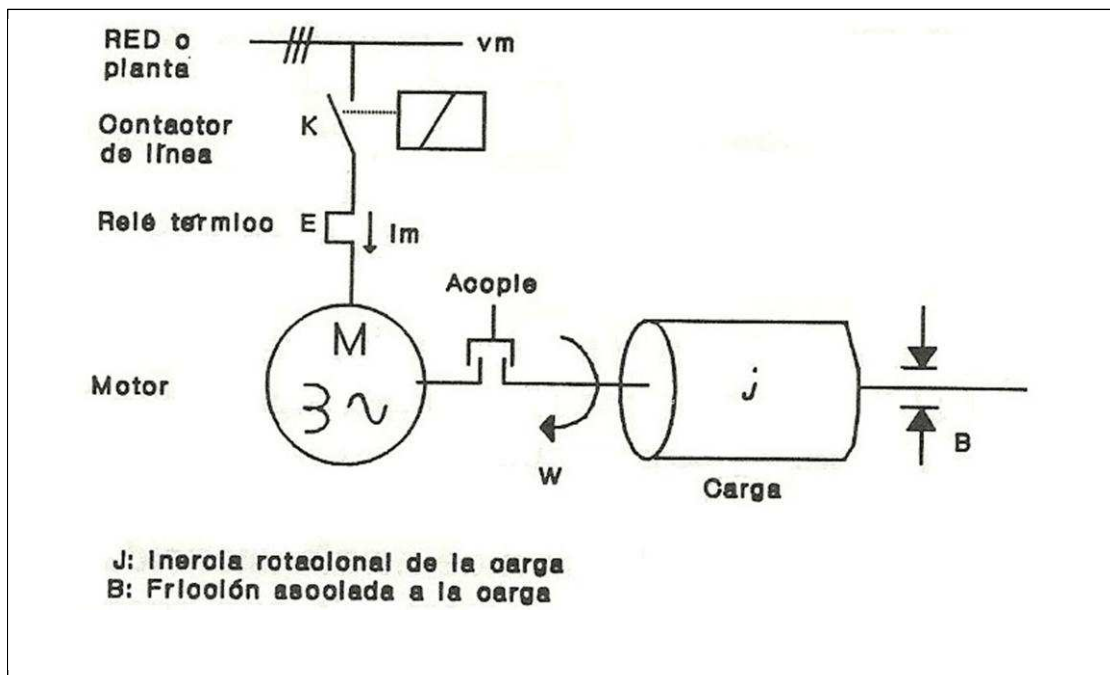 RED o
planta
vm
Contactor
de línea
K
Relé térmico
E
Im
Acople
Motor
M
3 ~
W
j
Carga
B
J: Inercia rotacional de la carga
B: Fricción asociada a la carga